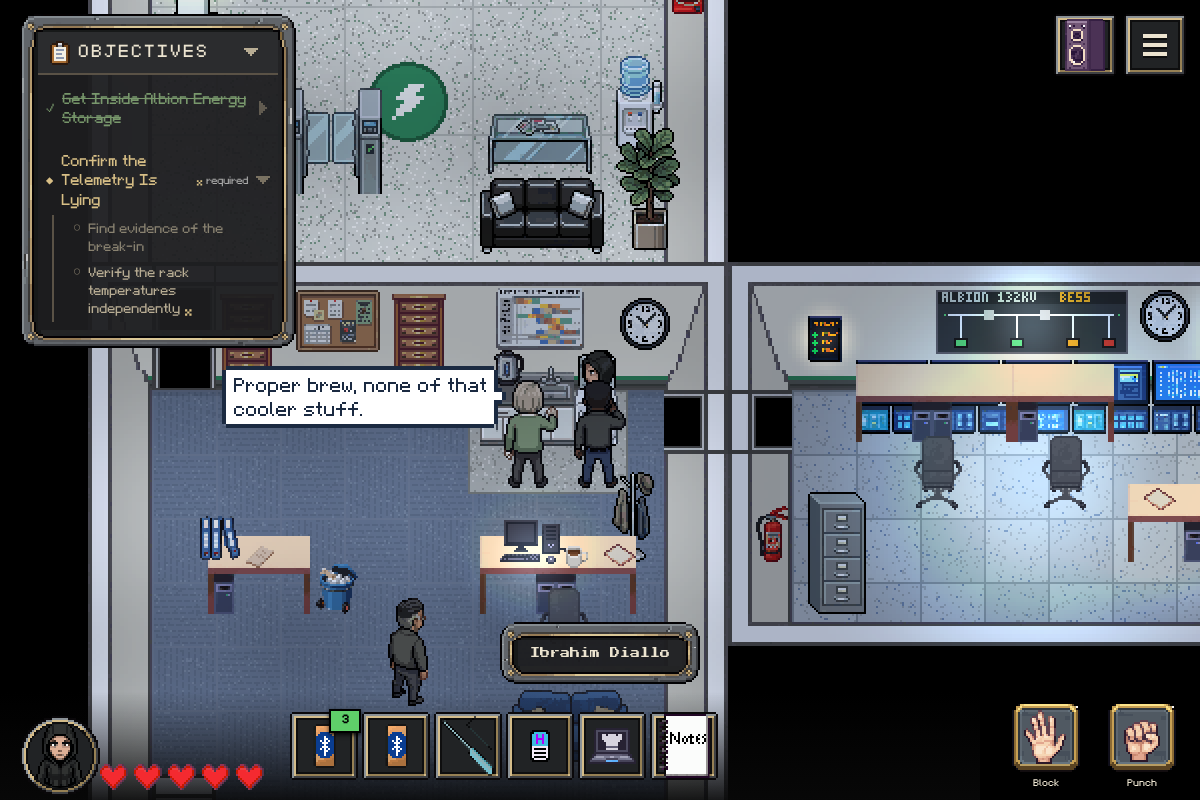 OBJECTIVES
Get Inside Albion Energy
Storage
Confirm the
Telemetry Is
Lying
x required
Find evidence of the
break-in
Verify the rack
temperatures
independently x
ALBION 132KV BESS
Proper brew, none of that
cooler stuff.
Ibrahim Diallo
3
H
Notes
Block
Punch